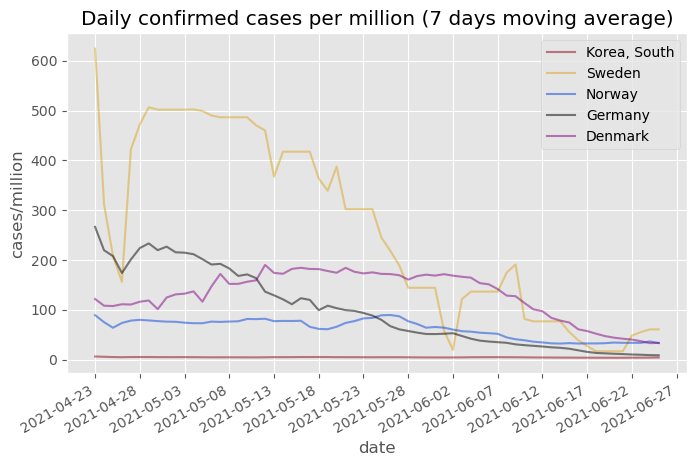 Daily confirmed cases per million (7 days moving average)
Korea, South
Sweden
Norway
Germany
Denmark
cases/million
600
500
400
300
200
100
0
2021-04-23
2021-04-28
2021-05-03
2021-05-08
2021-05-13
2021-05-18
2021-05-23
2021-05-28
2021-06-02
2021-06-07
2021-06-12
2021-06-17
2021-06-22
2021-06-27
date